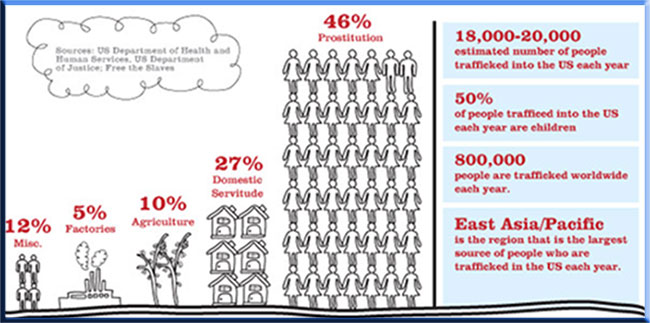 Sources: US Department of Health and
Human Services, US Department
of Justice; Free the Slaves
12%
Misc.
5%
Factories
10%
Agriculture
27%
Domestic
Servitude
46%
Prostitution
18,000-20,000
estimated number of people
trafficked into the US each year
50%
of people trafficed into the US
each year are children
800,000
people are trafficked worldwide
each year.
East Asia/Pacific
is the region that is the largest
source of people who are
trafficked in the US each year.